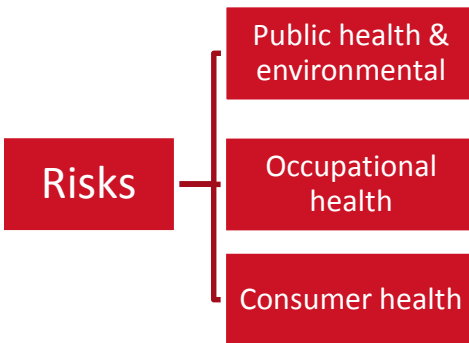 Risks
Public health &
environmental
Occupational
health
Consumer health